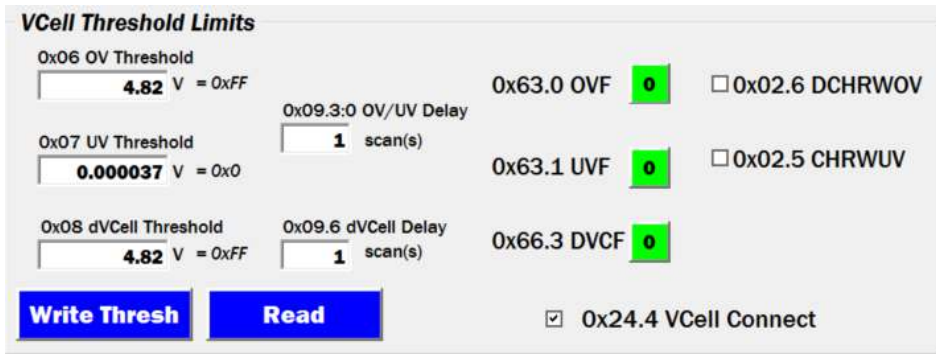 VCell Threshold Limits
0x06 OV Threshold
4.82 V = 0xFF
0x09.3:0 OV/UV Delay
1 scan(s)
0x07 UV Threshold
0.000037 V = 0x0
0x08 dVCell Threshold
4.82 V = 0xFF
0x09.6 dVCell Delay
1 scan(s)
0x63.0 OVF 0
0x02.6 DCHRWOV
0x63.1 UVF 0
0x02.5 CHRWUV
0x66.3 DVCF 0
Write Thresh
Read
0x24.4 VCell Connect